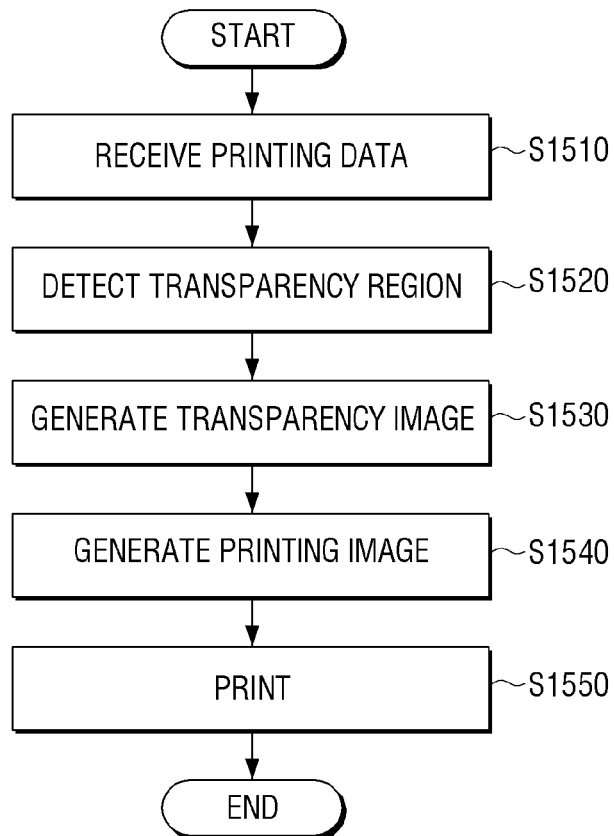 START
RECEIVE PRINTING DATA
S1510
DETECT TRANSPARENCY REGION
S1520
GENERATE TRANSPARENCY IMAGE
S1530
GENERATE PRINTING IMAGE
S1540
PRINT
S1550
END